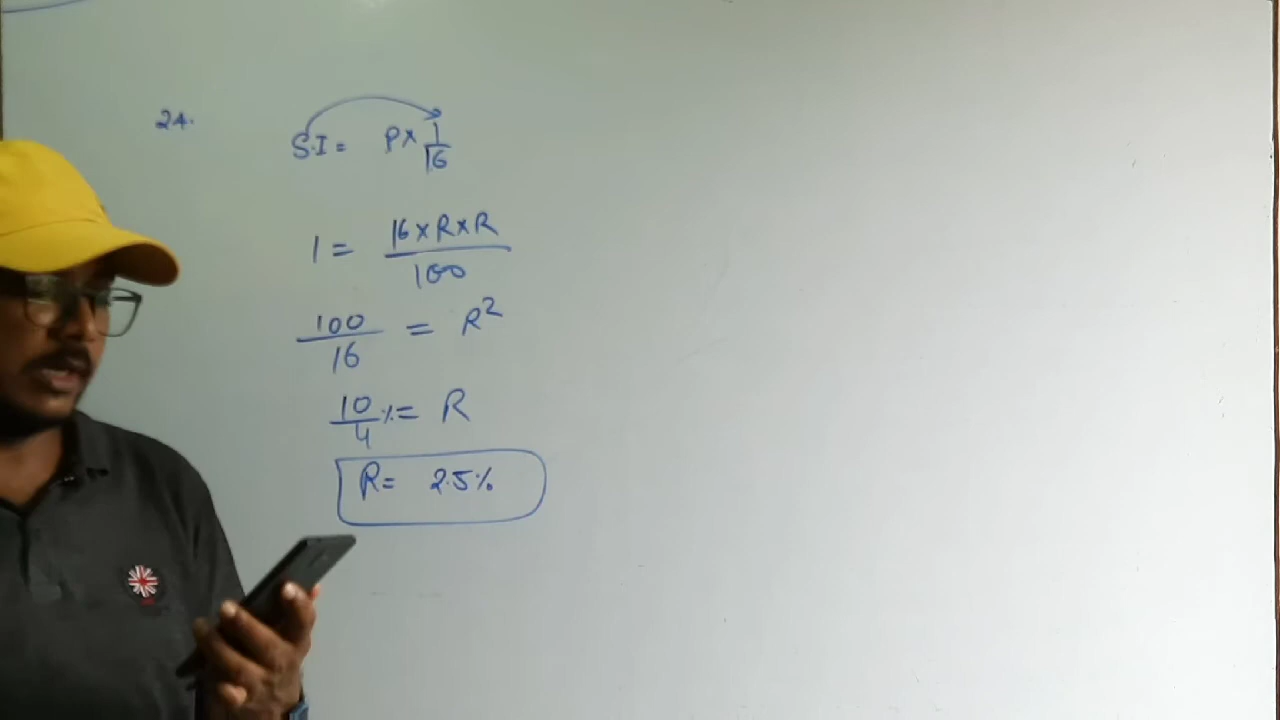 24.
S.I = P × 1/16
1 = 16×R×R/100
100/16 = R²
10/4 % = R
R = 2.5%